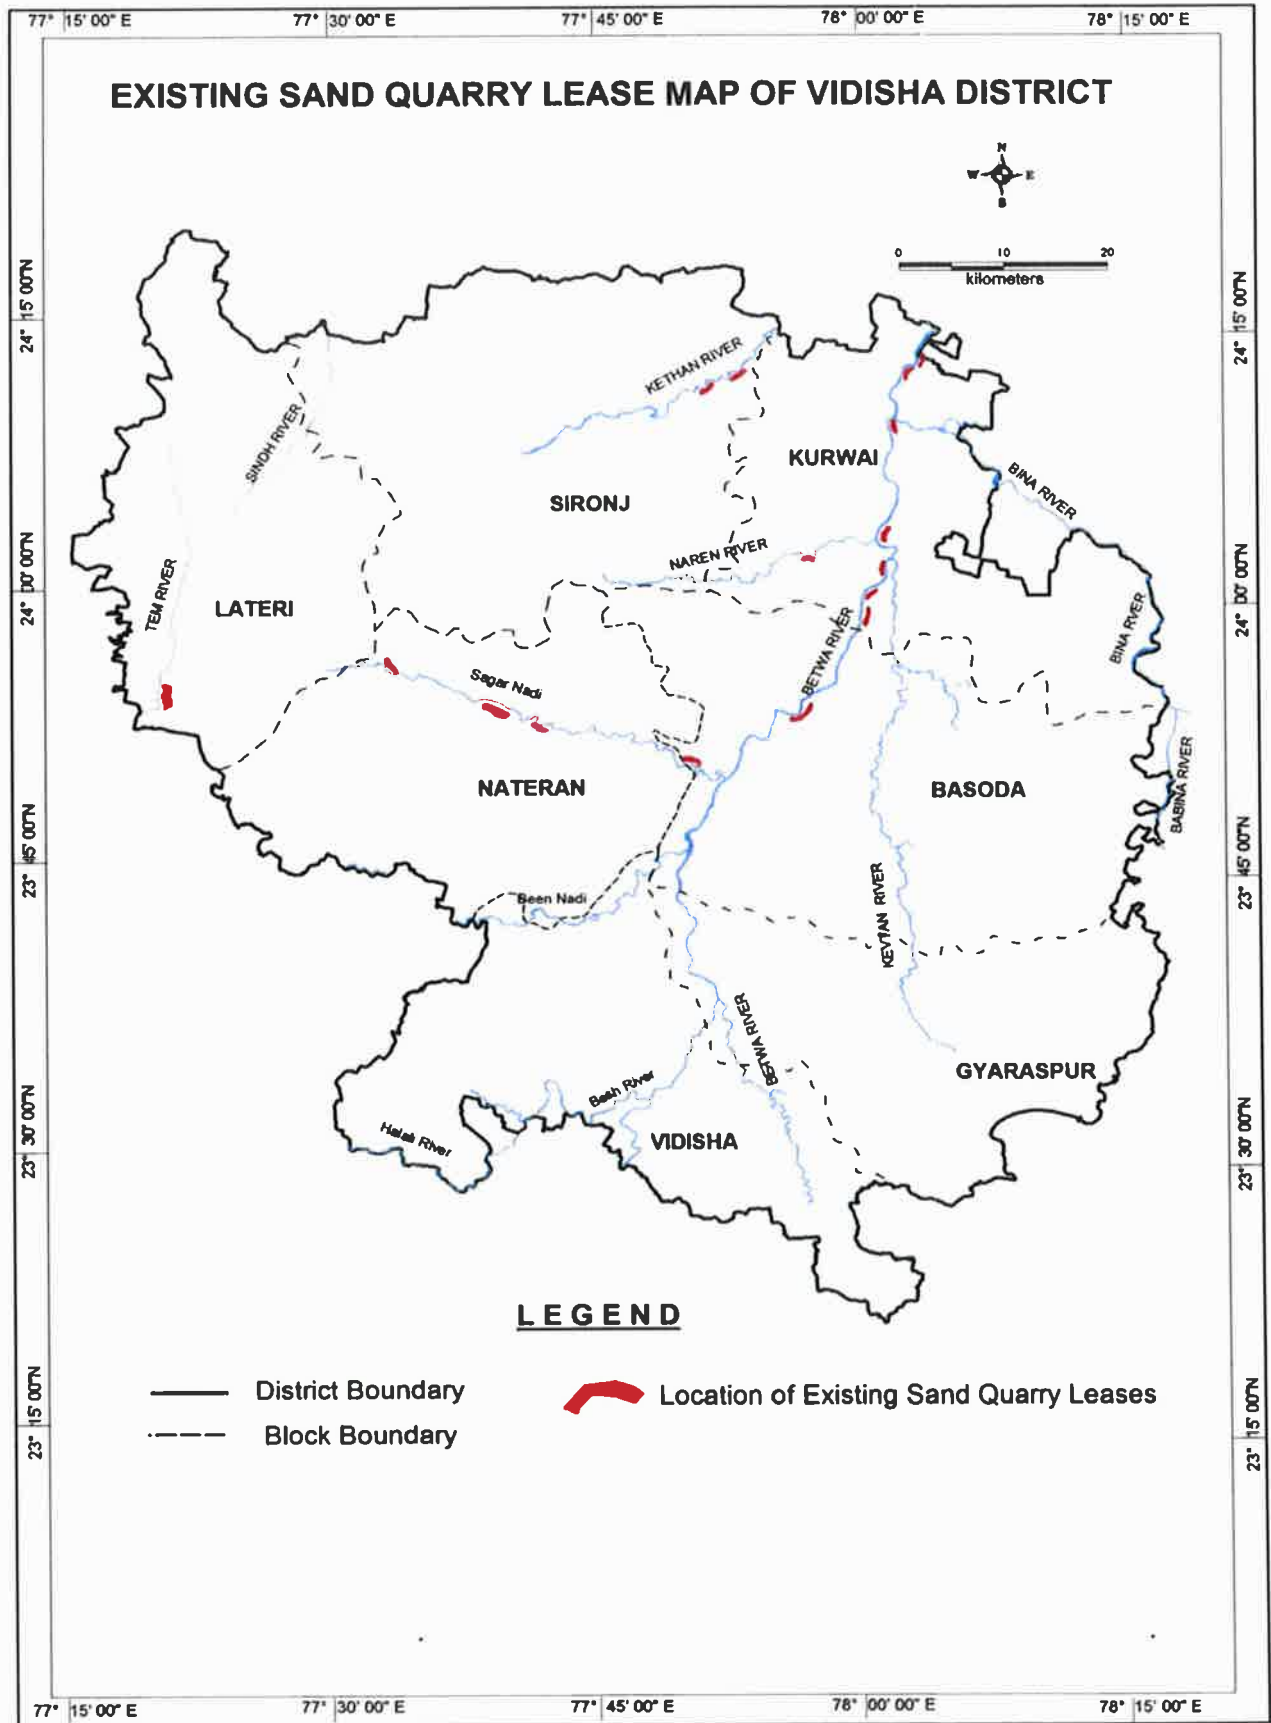 77° 15' 00" E 77° 30' 00" E 77° 45' 00" E 78° 00' 00" E 78° 15' 00" E
EXISTING SAND QUARRY LEASE MAP OF VIDISHA DISTRICT
N
W E
S
0 10 20
kilometers
24° 15' 00"N
24° 15' 00"N
KETHAN RIVER
SINDH RIVER
KURWAI
BINA RIVER
SIRONJ
NAREN RIVER
24° 00' 00"N
24° 00' 00"N
TEM RIVER
LATERI
BETWA RIVER
BINA RVER
Sagar Nadi
NATERAN
BASODA
BABINA RIVER
23° 45' 00"N
23° 45' 00"N
Been Nadi
KEVTAN RIVER
BETWA RIVER
GYARASPUR
Besh River
23° 30' 00"N
23° 30' 00"N
Halali River
VIDISHA
LEGEND
District Boundary
Location of Existing Sand Quarry Leases
Block Boundary
23° 15' 00"N
23° 15' 00"N
77° 15' 00" E 77° 30' 00" E 77° 45' 00" E 78° 00' 00" E 78° 15' 00" E